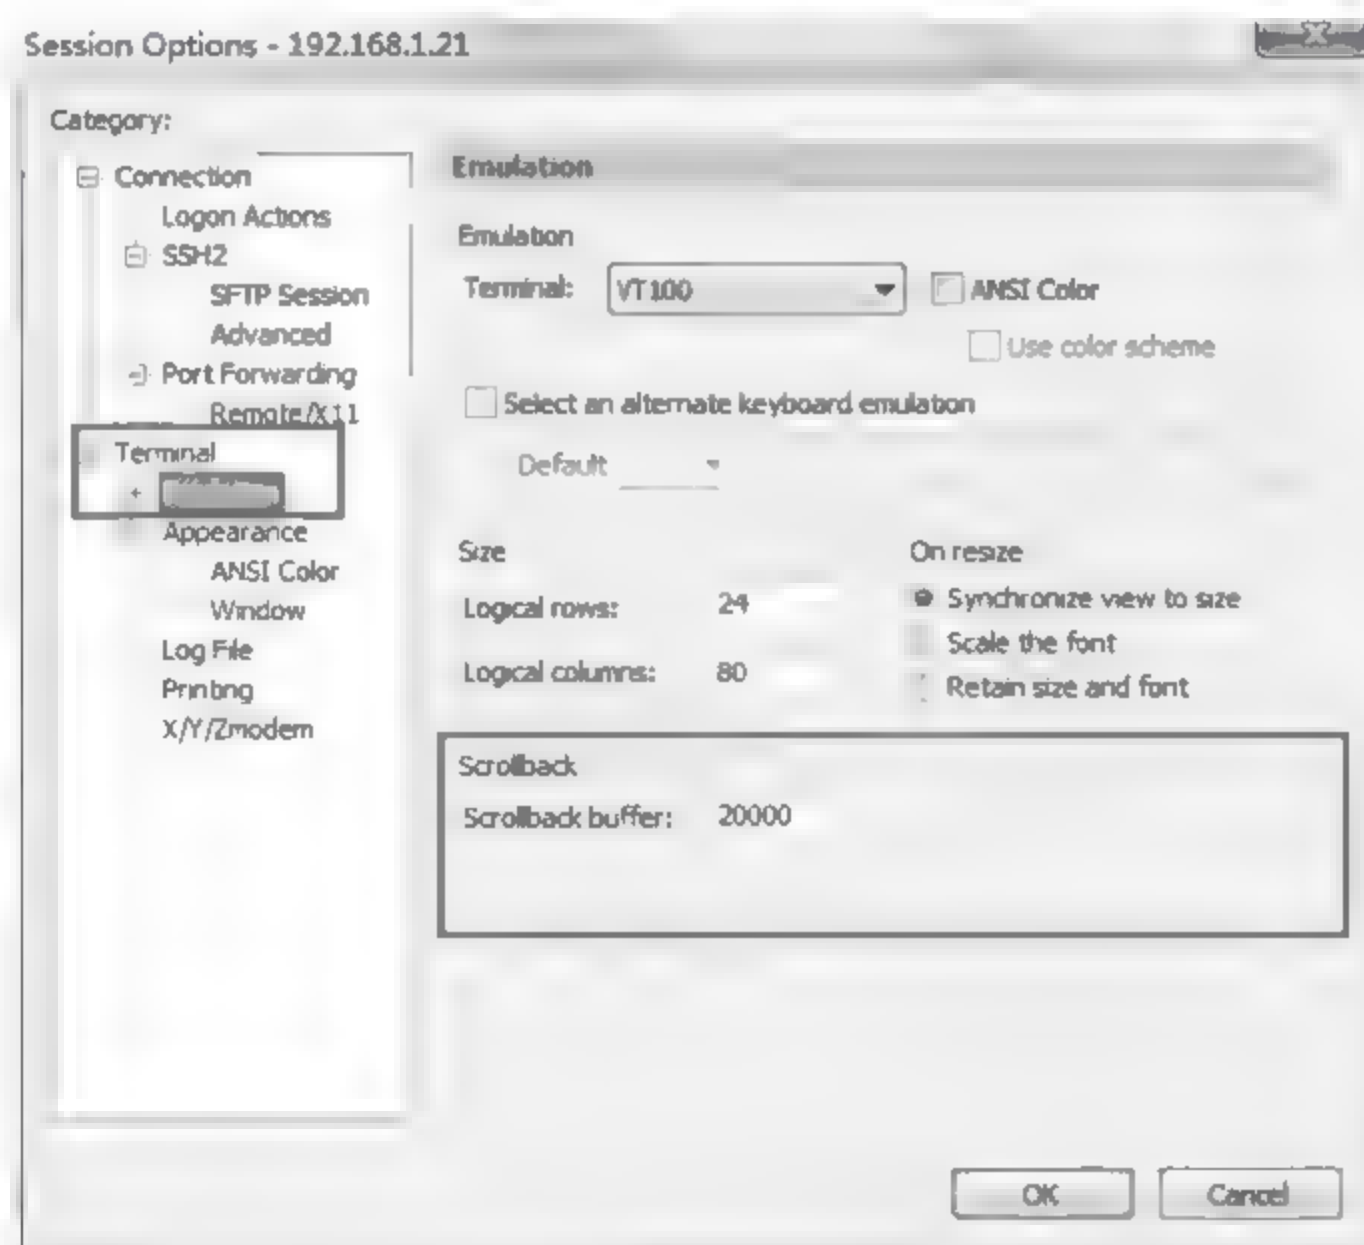 Session Options - 192.168.1.21
Category:
Connection
Logon Actions
SSH2
SFTP Session
Advanced
Port Forwarding
Remote/X11
Terminal
Appearance
ANSI Color
Window
Log File
Printing
X/Y/Zmodem
Emulation
Emulation
Terminal: VT100 ANSI Color
Use color scheme
Select an alternate keyboard emulation
Default
Size
Logical rows: 24
Logical columns: 80
On resize
Synchronize view to size
Scale the font
Retain size and font
Scrollback
Scrollback buffer: 20000
OK Cancel